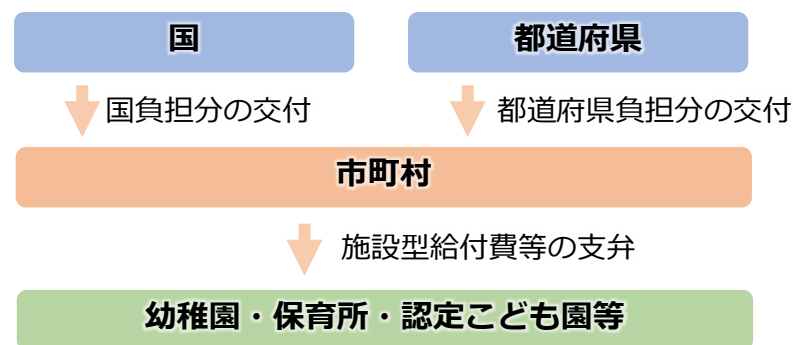 国
都道府県
国負担分の交付
都道府県負担分の交付
市町村
施設型給付費等の支弁
幼稚園・保育所・認定こども園等